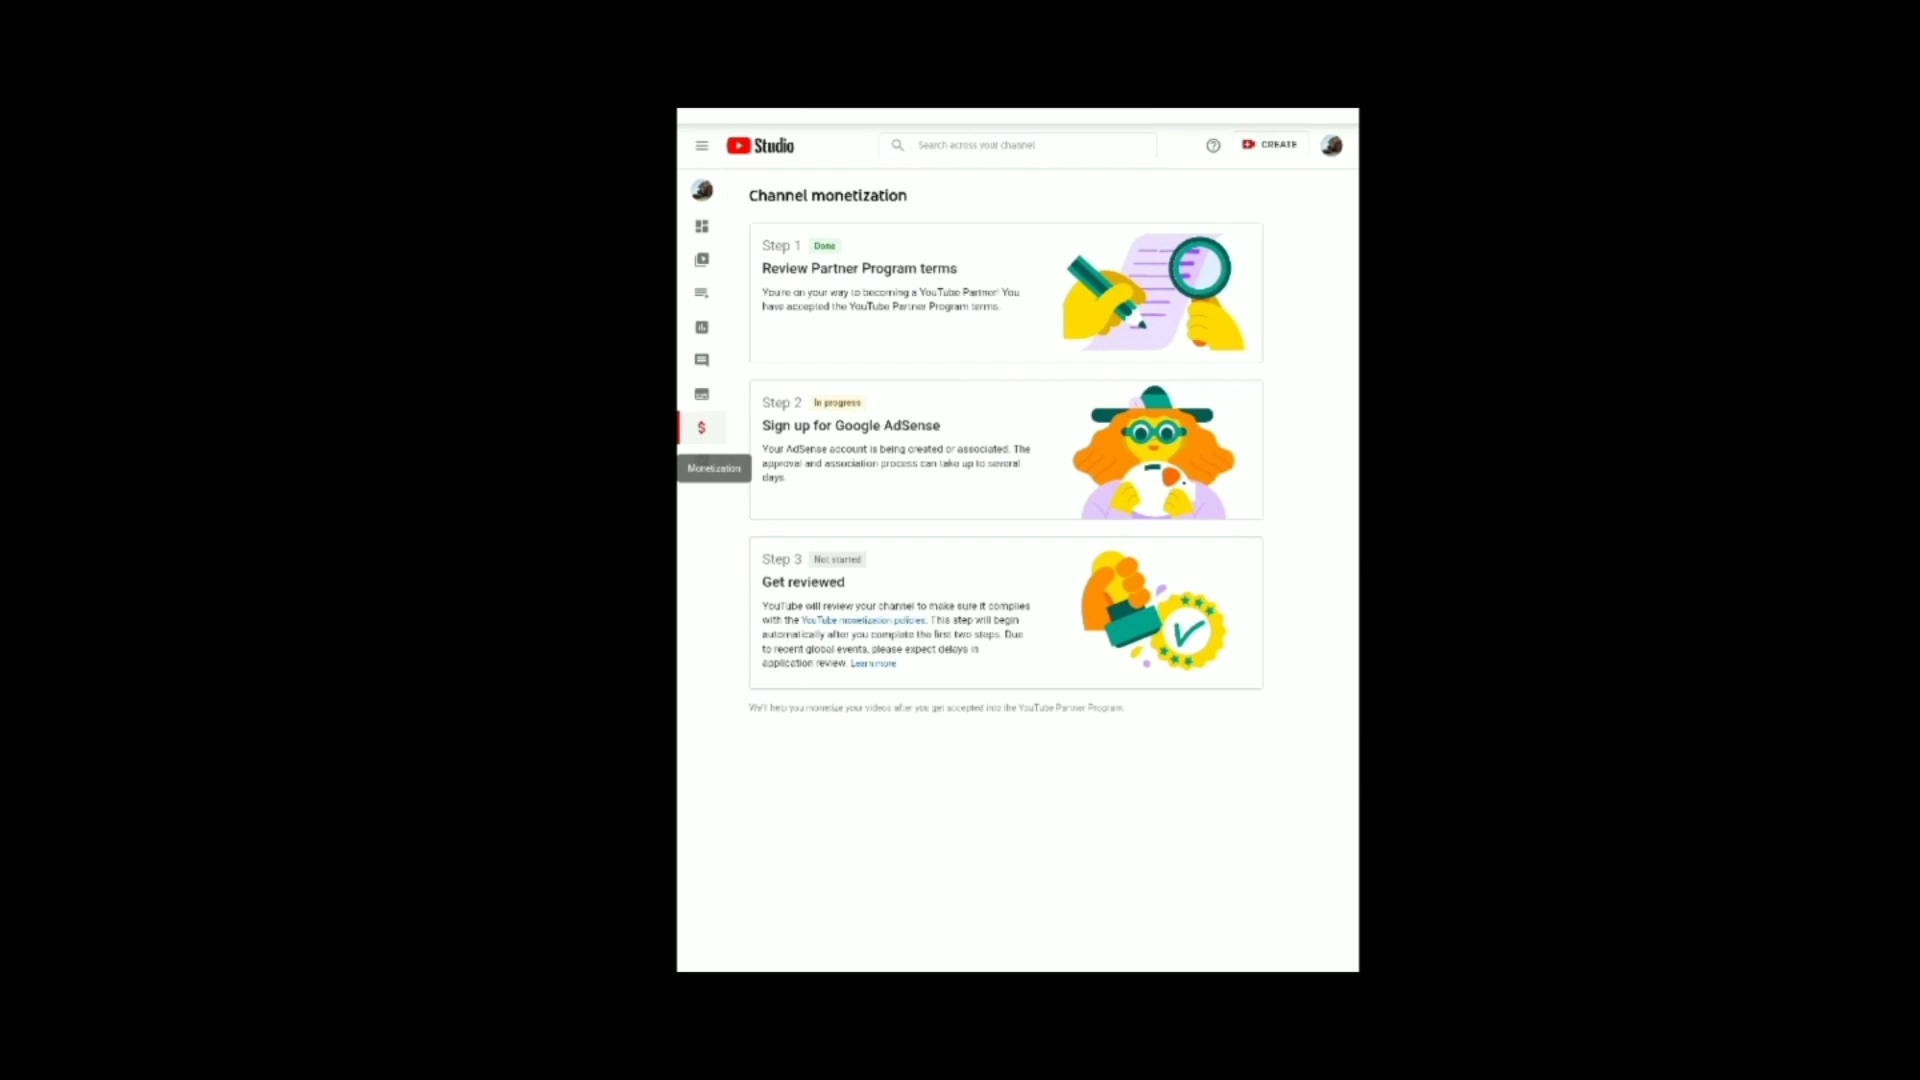 Studio
Search across your channel
CREATE
Channel monetization
Step 1 Done
Review Partner Program terms
You're on your way to becoming a YouTube Partner! You
have accepted the YouTube Partner Program terms.
Step 2 In progress
Sign up for Google AdSense
Your AdSense account is being created or associated. The
approval and association process can take up to several
days.
Monetization
Step 3 Not started
Get reviewed
YouTube will review your channel to make sure it complies
with the YouTube monetization policies. This step will begin
automatically after you complete the first two steps. Due
to recent global events, please expect delays in
application review. Learn more
We'll help you monetize your videos after you get accepted into the YouTube Partner Program.